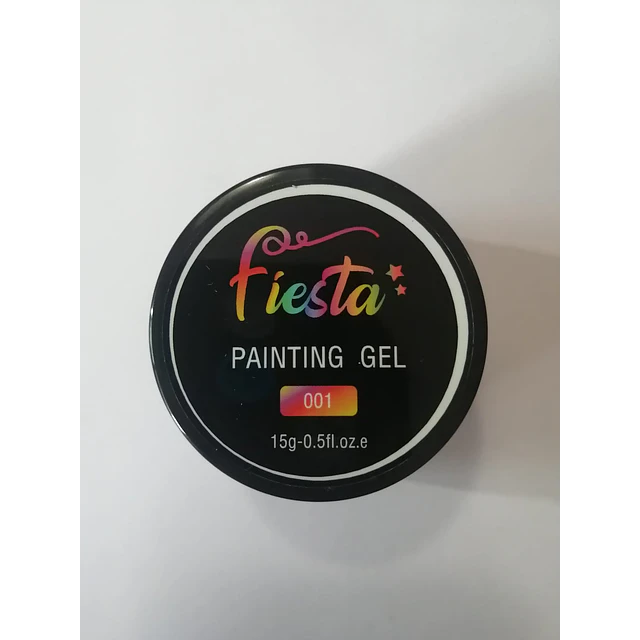 Fiesta
PAINTING GEL
001
15g-0.5fl.oz.e